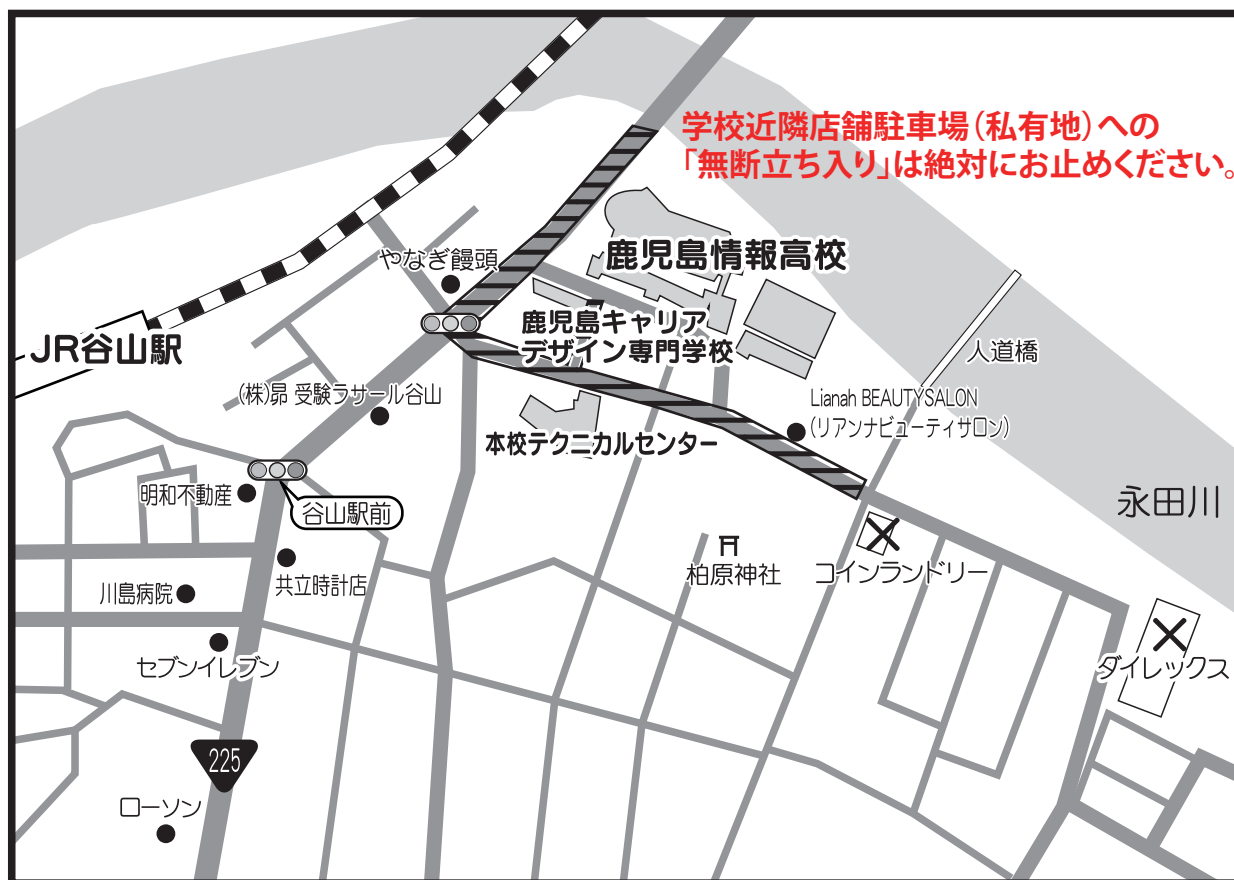 学校近隣店舗駐車場(私有地)への
「無断立ち入り」は絶対にお止めください。
やなぎ饅頭
鹿児島情報高校
鹿児島キャリア
デザイン専門学校
JR谷山駅
人道橋
(株)昴 受験ラサール谷山
Lianah BEAUTYSALON
(リアンナビューティサロン)
本校テクニカルセンター
明和不動産
谷山駅前
永田川
共立時計店
柏原神社
コインランドリー
川島病院
セブンイレブン
ダイレックス
225
ローソン